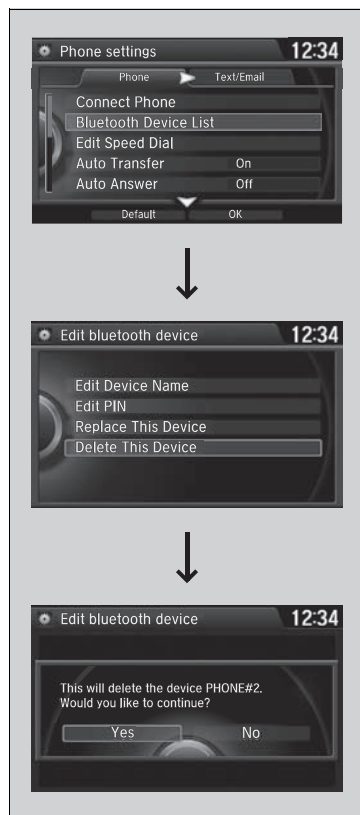 Phone settings 12:34
Phone Text/Email
Connect Phone
Bluetooth Device List
Edit Speed Dial
Auto Transfer On
Auto Answer Off
Default OK
Edit bluetooth device 12:34
Edit Device Name
Edit PIN
Replace This Device
Delete This Device
Edit bluetooth device 12:34
This will delete the device PHONE#2.
Would you like to continue?
Yes No